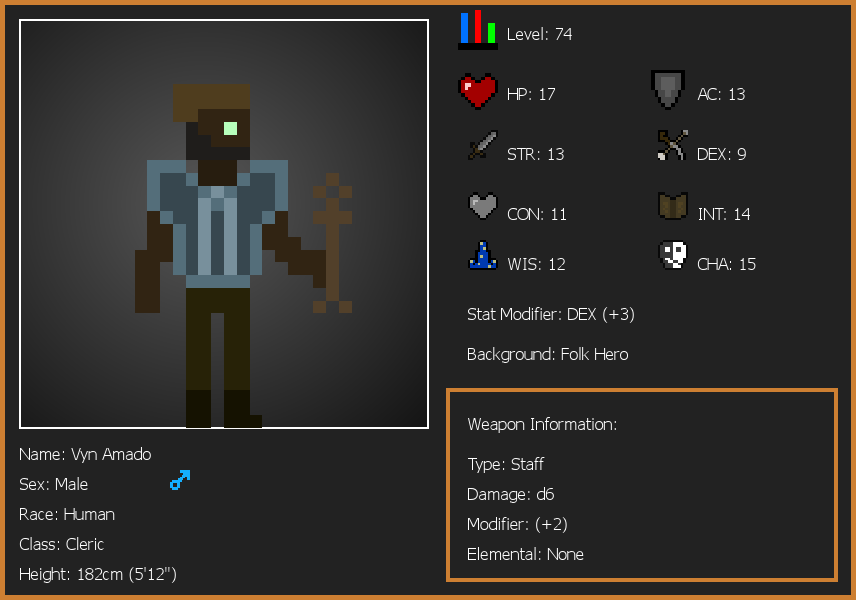 Level: 74
HP: 17
AC: 13
STR: 13
DEX: 9
CON: 11
INT: 14
WIS: 12
CHA: 15
Stat Modifier: DEX (+3)
Background: Folk Hero
Weapon Information:
Type: Staff
Damage: d6
Modifier: (+2)
Elemental: None
Name: Vyn Amado
Sex: Male
Race: Human
Class: Cleric
Height: 182cm (5'12")